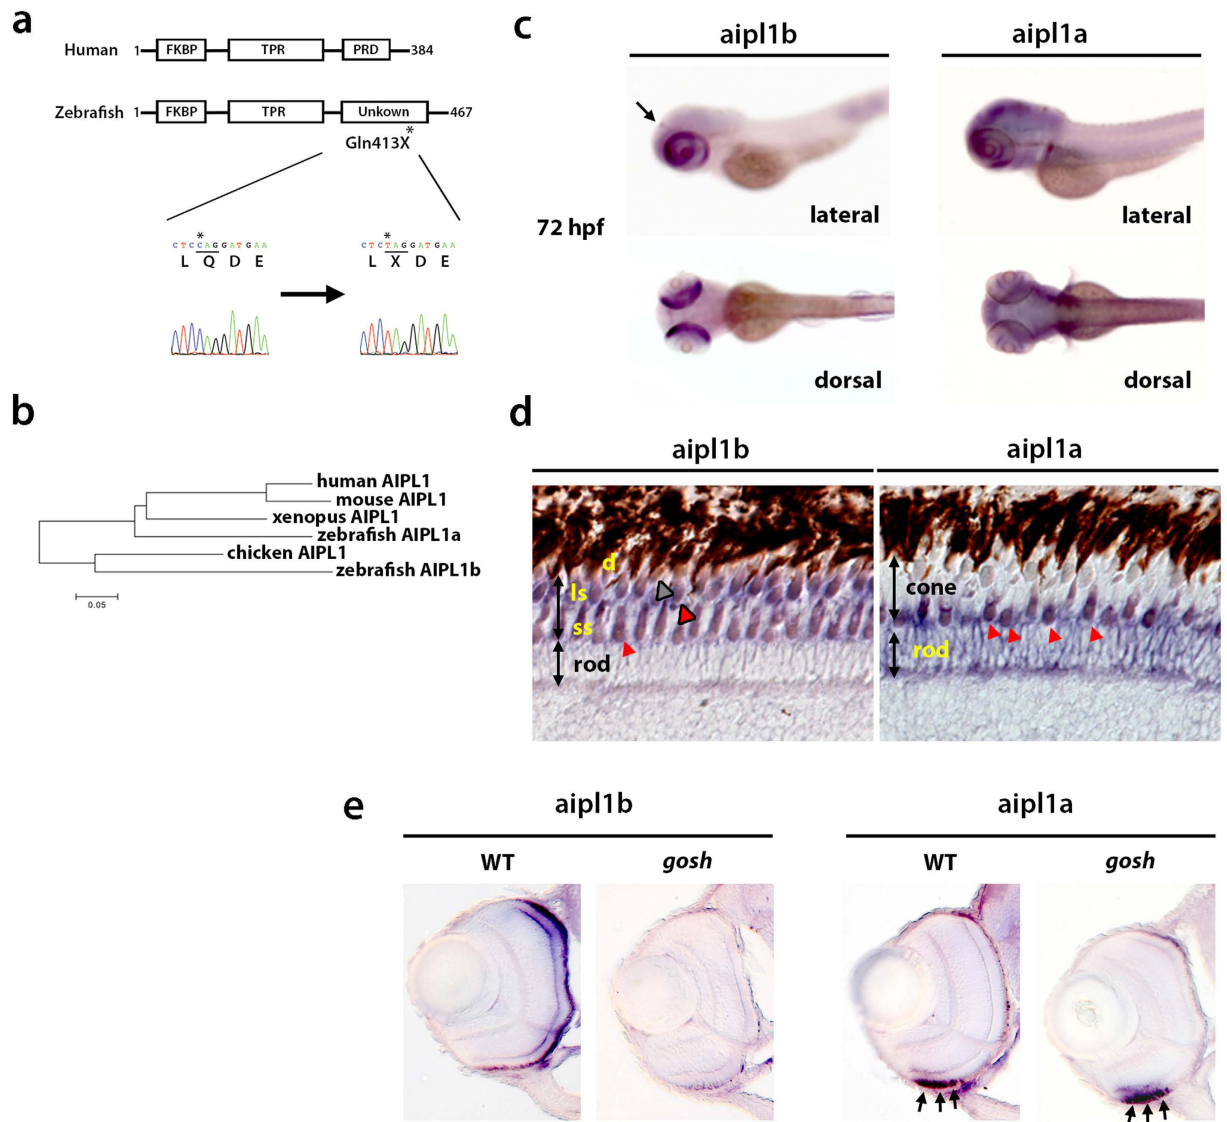 a
Human 1 FKBP TPR PRD 384
Zebrafish 1 FKBP TPR Unkown 467
Gln413X*
*
CTCCAGGATGAA
L Q D E
*
CTCTAGGATGAA
L X D E
b
human AIPL1
mouse AIPL1
xenopus AIPL1
zebrafish AIPL1a
chicken AIPL1
zebrafish AIPL1b
0.05
c
aipl1b
aipl1a
72 hpf
lateral
lateral
dorsal
dorsal
d
aipl1b
aipl1a
d
ls
ss
rod
cone
rod
e
aipl1b
aipl1a
WT
gosh
WT
gosh